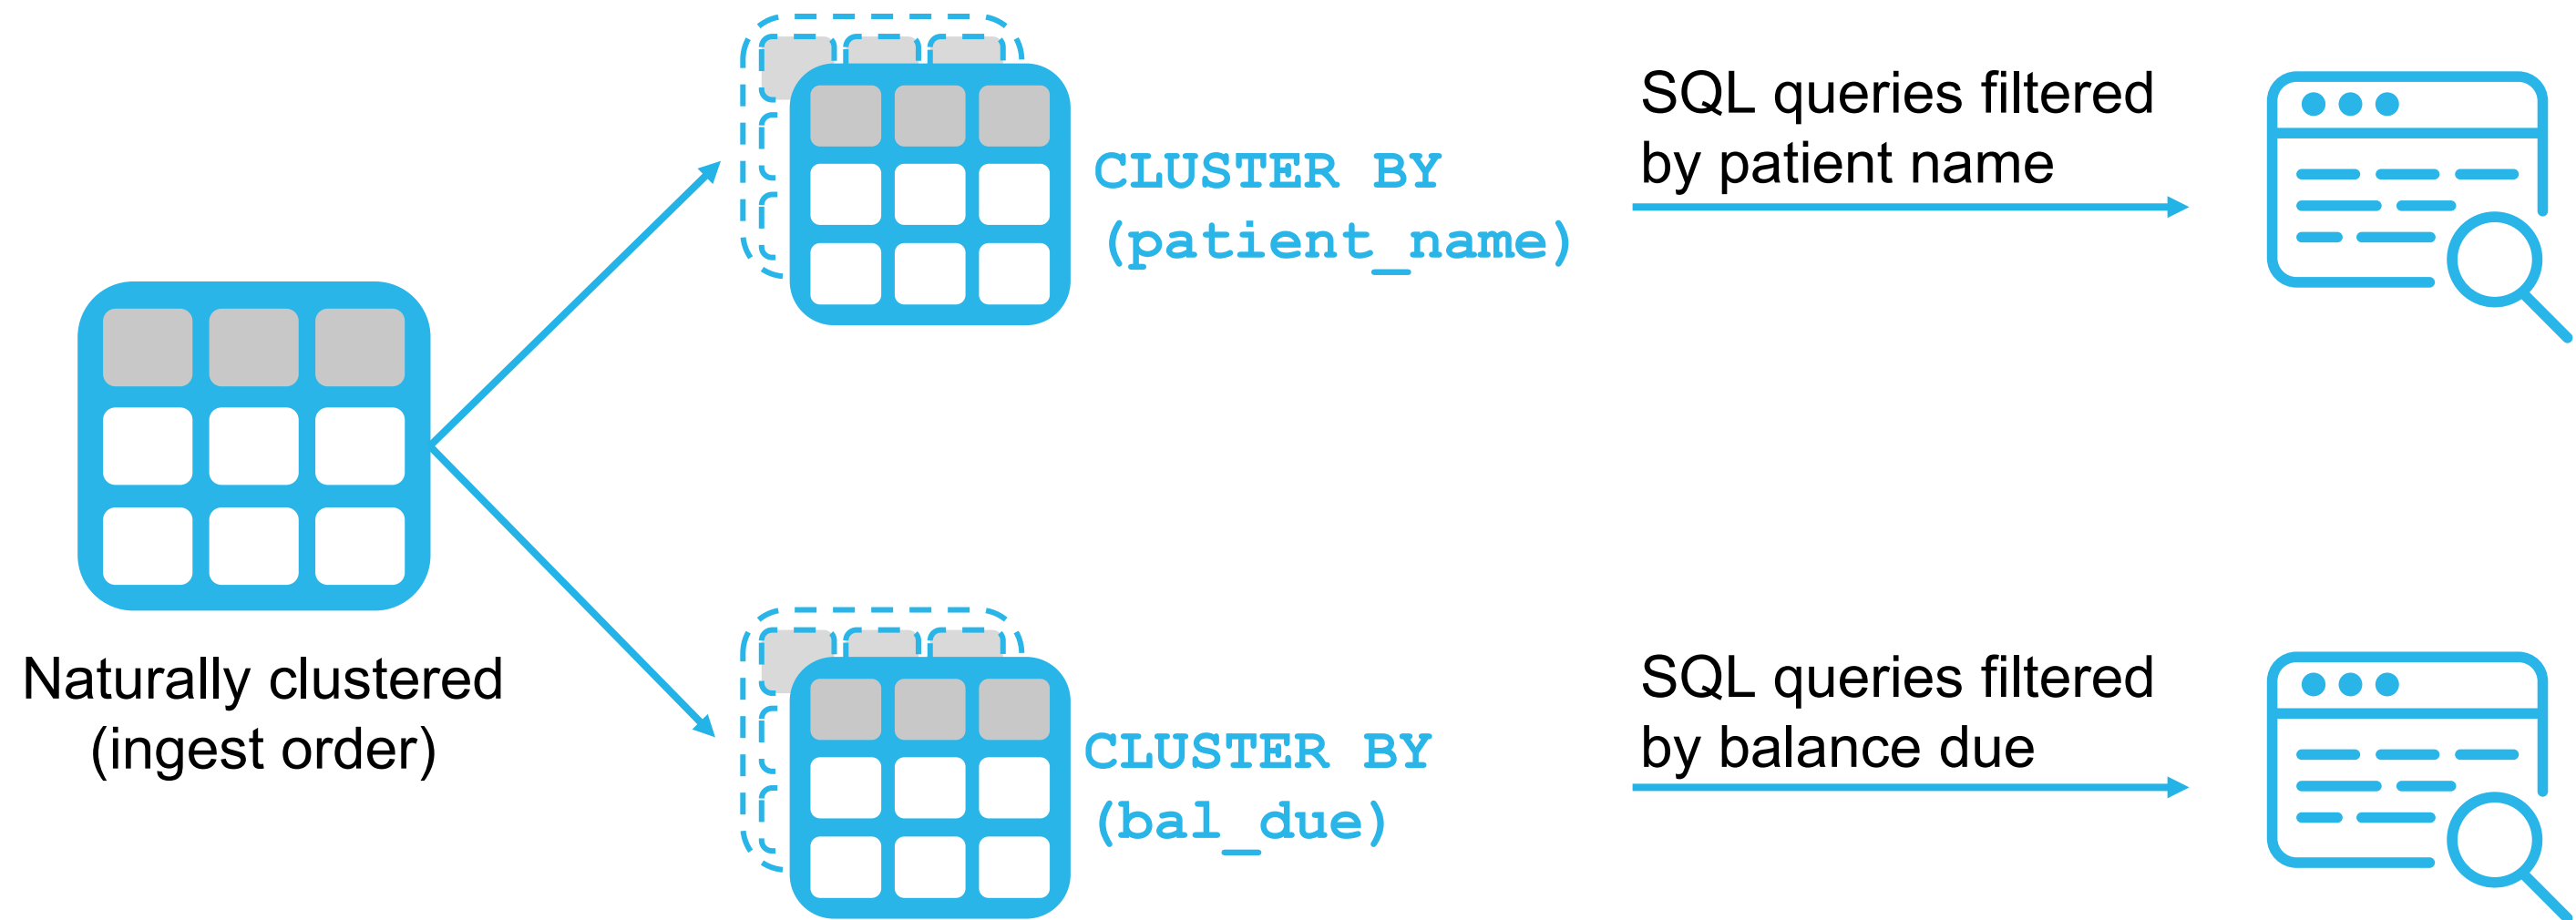 SQL queries filtered
by patient name
CLUSTER BY
(patient_name)
Naturally clustered
(ingest order)
SQL queries filtered
by balance due
CLUSTER BY
(bal_due)